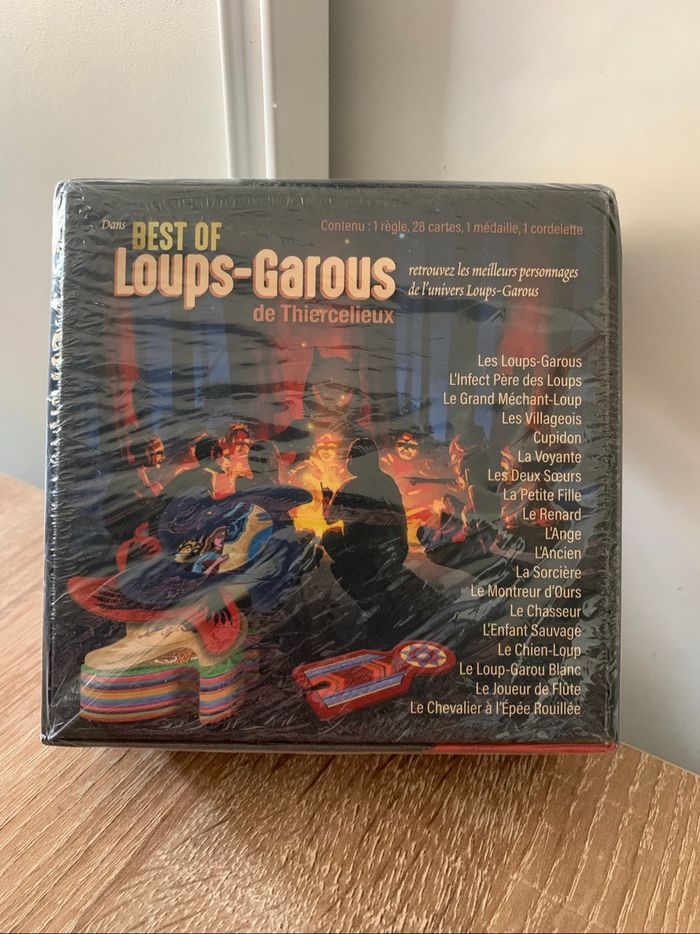 Dans
BEST OF
Contenu : 1 règle, 28 cartes, 1 médaille, 1 cordelette
Loups-Garous
de Thiercelieux
retrouvez les meilleurs personnages
de l'univers Loups-Garous
Les Loups-Garous
L'Infect Père des Loups
Le Grand Méchant-Loup
Les Villageois
Cupidon
La Voyante
Les Deux Sœurs
La Petite Fille
Le Renard
L'Ange
L'Ancien
La Sorcière
Le Montreur d'Ours
Le Chasseur
L'Enfant Sauvage
Le Chien-Loup
Le Loup-Garou Blanc
Le Joueur de Flûte
Le Chevalier à l'Épée Rouillée